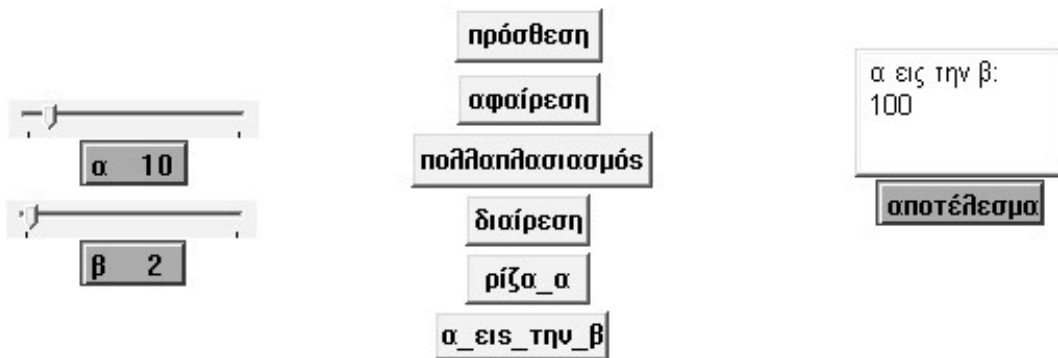 α 10
β 2
πρόσθεση
αφαίρεση
πολλαπλασιασμός
διαίρεση
ρίζα_α
α_εις_την_β
α εις την β:
100
αποτέλεσμα